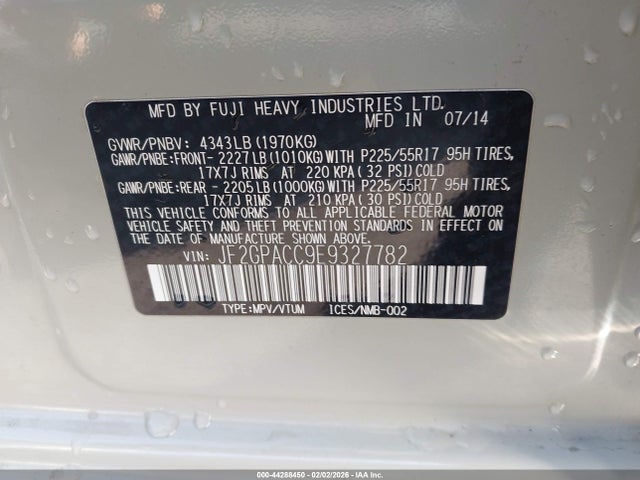 MFD BY FUJI HEAVY INDUSTRIES LTD.
MFD IN 07/14
GVWR/PNBV: 4343LB(1970KG)
GAWR/PNBE:FRONT- 2227LB(1010KG)WITH P225/55R17 95H TIRES,
17X7J RIMS AT 220 KPA(32 PSI)COLD
GAWR/PNBE:REAR - 2205LB(1000KG)WITH P225/55R17 95H TIRES,
17X7J RIMS AT 210 KPA(30 PSI)COLD
THIS VEHICLE CONFORMS TO ALL APPLICABLE FEDERAL MOTOR
VEHICLE SAFETY AND THEFT PREVENTION STANDARDS IN EFFECT ON
THE DATE OF MANUFACTURE SHOWN ABOVE.
VIN: JF2GPACC9E9327782
TYPE:MPV/VTUM ICES/NMB-002
000-44288450 - 02/02/2026 - IAA Inc.